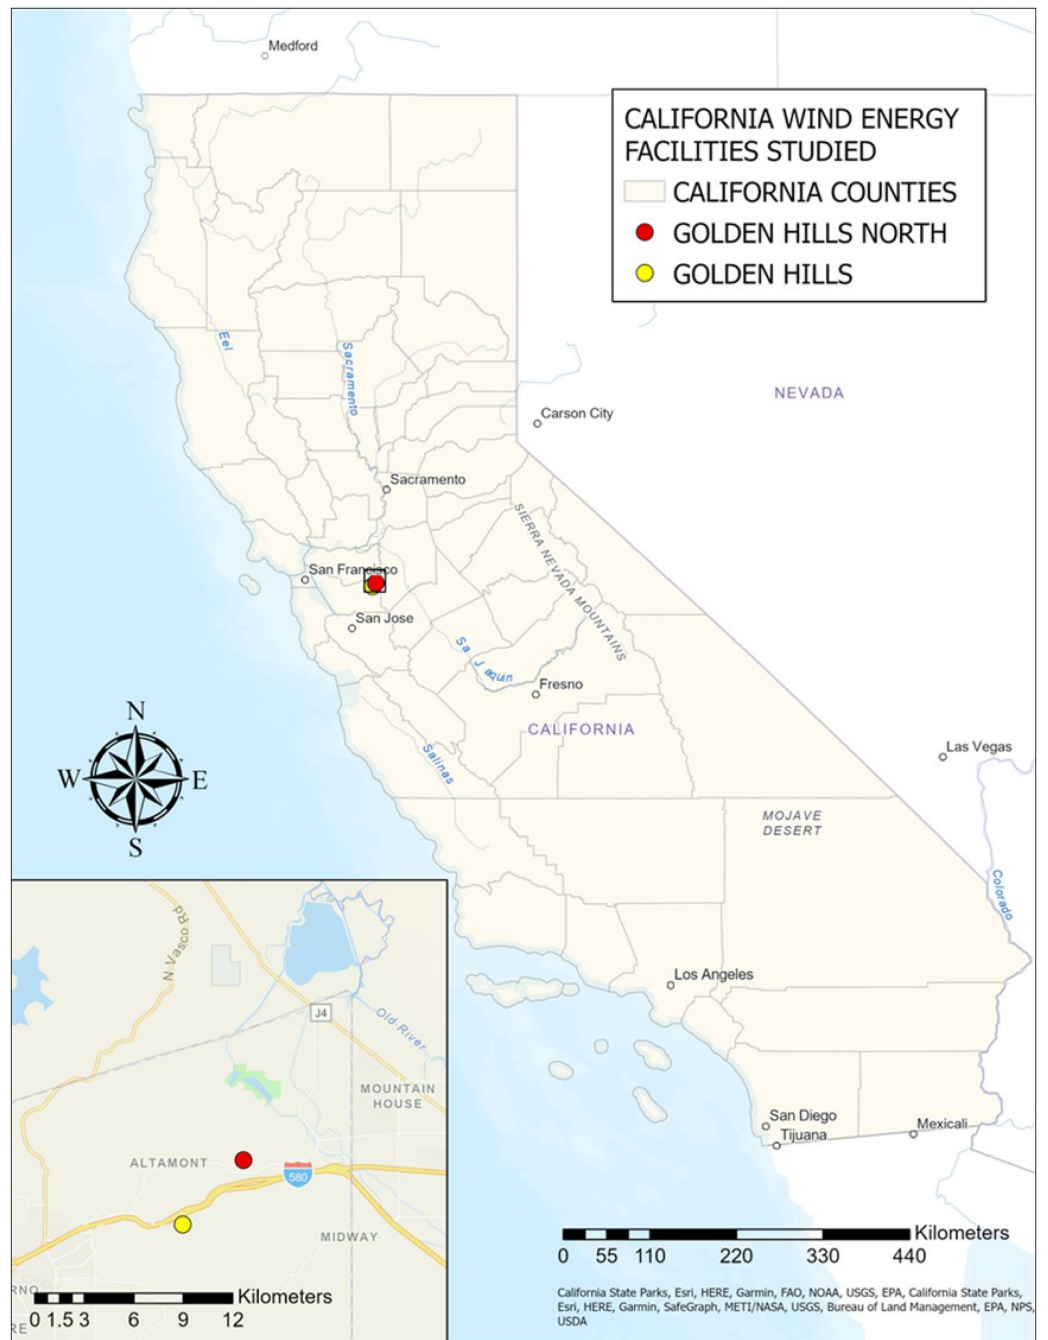 Medford
CALIFORNIA WIND ENERGY
FACILITIES STUDIED
CALIFORNIA COUNTIES
GOLDEN HILLS NORTH
GOLDEN HILLS
Eel
Sacramento
NEVADA
Carson City
Sacramento
SIERRA NEVADA MOUNTAINS
San Francisco
San Jose
Sa J aquin
Fresno
CALIFORNIA
N
W E
S
Salinas
Las Vegas
MOJAVE
DESERT
Colorado
Los Angeles
San Diego
Tijuana
Mexicali
N Vasco Rd
J4
Old River
MOUNTAIN
HOUSE
ALTAMONT
580
MIDWAY
RNO
RE
Kilometers
0 1.5 3 6 9 12
Kilometers
0 55 110 220 330 440
California State Parks, Esri, HERE, Garmin, FAO, NOAA, USGS, EPA, California State Parks,
Esri, HERE, Garmin, SafeGraph, METI/NASA, USGS, Bureau of Land Management, EPA, NPS,
USDA